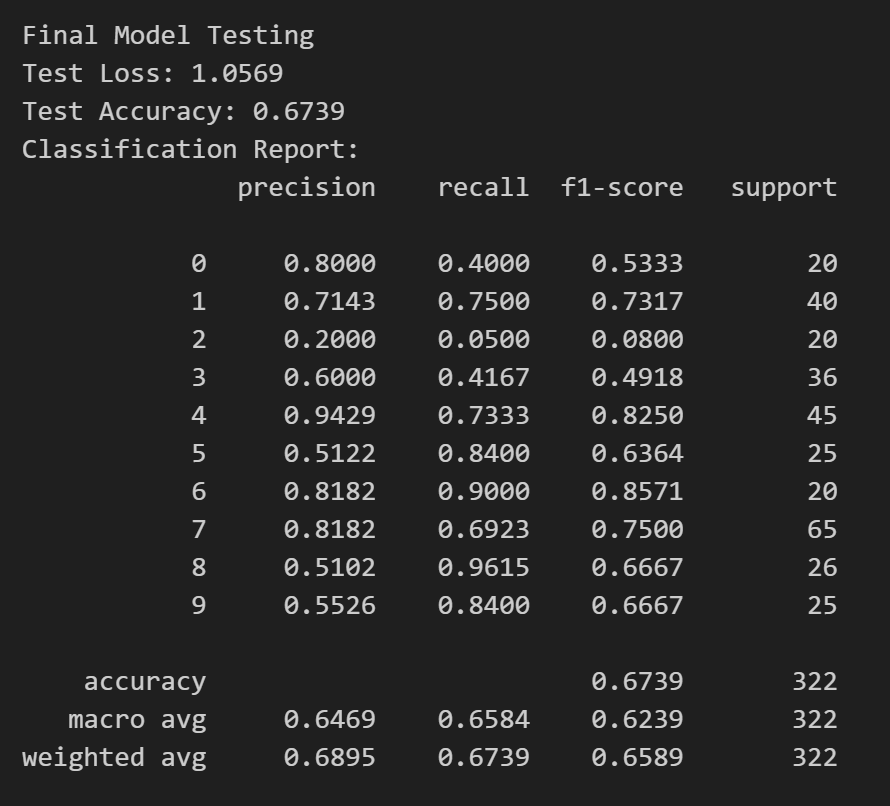 Final Model Testing
Test Loss: 1.0569
Test Accuracy: 0.6739
Classification Report:
precision recall f1-score support
0 0.8000 0.4000 0.5333 20
1 0.7143 0.7500 0.7317 40
2 0.2000 0.0500 0.0800 20
3 0.6000 0.4167 0.4918 36
4 0.9429 0.7333 0.8250 45
5 0.5122 0.8400 0.6364 25
6 0.8182 0.9000 0.8571 20
7 0.8182 0.6923 0.7500 65
8 0.5102 0.9615 0.6667 26
9 0.5526 0.8400 0.6667 25
accuracy 0.6739 322
macro avg 0.6469 0.6584 0.6239 322
weighted avg 0.6895 0.6739 0.6589 322